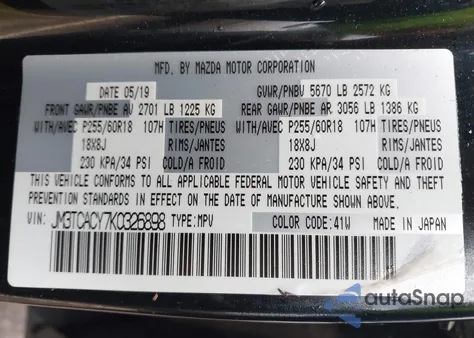 MFD. BY MAZDA MOTOR CORPORATION
DATE 05/19 GVWR/PNBV 5670 LB 2572 KG
FRONT GAWR/PNBE AV 2701 LB 1225 KG REAR GAWR/PNBE AR 3056 LB 1386 KG
WITH/AVEC P255/60R18 107H TIRES/PNEUS WITH/AVEC P255/60R18 107H TIRES/PNEUS
18X8J RIMS/JANTES 18X8J RIMS/JANTES
230 KPA/34 PSI COLD/A FROID 230 KPA/34 PSI COLD/A FROID
THIS VEHICLE CONFORMS TO ALL APPLICABLE FEDERAL MOTOR VEHICLE SAFETY AND THEFT
PREVENTION STANDARDS IN EFFECT ON THE DATE OF MANUFACTURE SHOWN ABOVE.
VIN: JM3TCACY7K0326898 TYPE:MPV COLOR CODE:41W MADE IN JAPAN
autoSnap